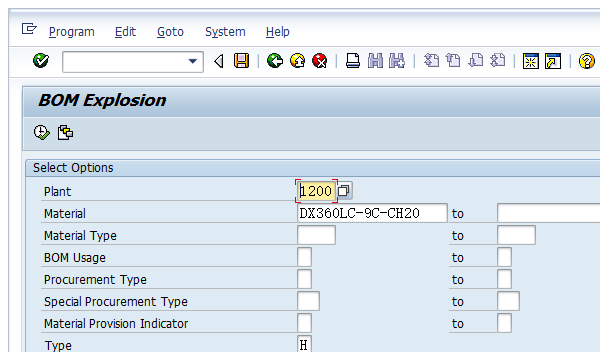 Program Edit Goto System Help
BOM Explosion
Select Options
Plant 1200
Material DX360LC-9C-CH20 to
Material Type to
BOM Usage to
Procurement Type to
Special Procurement Type to
Material Provision Indicator to
Type H